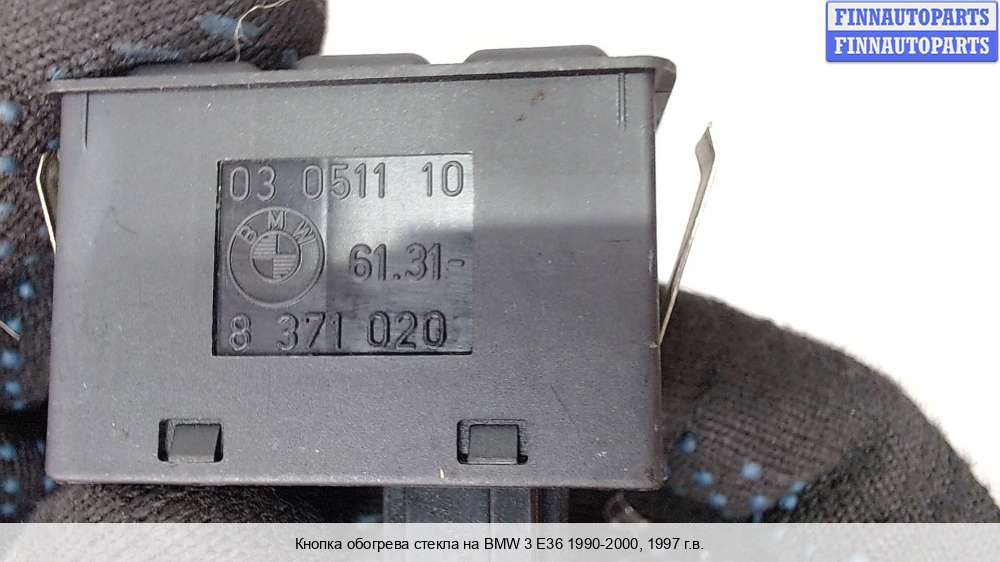 FINNAUTOPARTS
FINNAUTOPARTS
03 0511 10
BMW
61.31-
8 371 020
Кнопка обогрева стекла на BMW 3 E36 1990-2000, 1997 г.в.